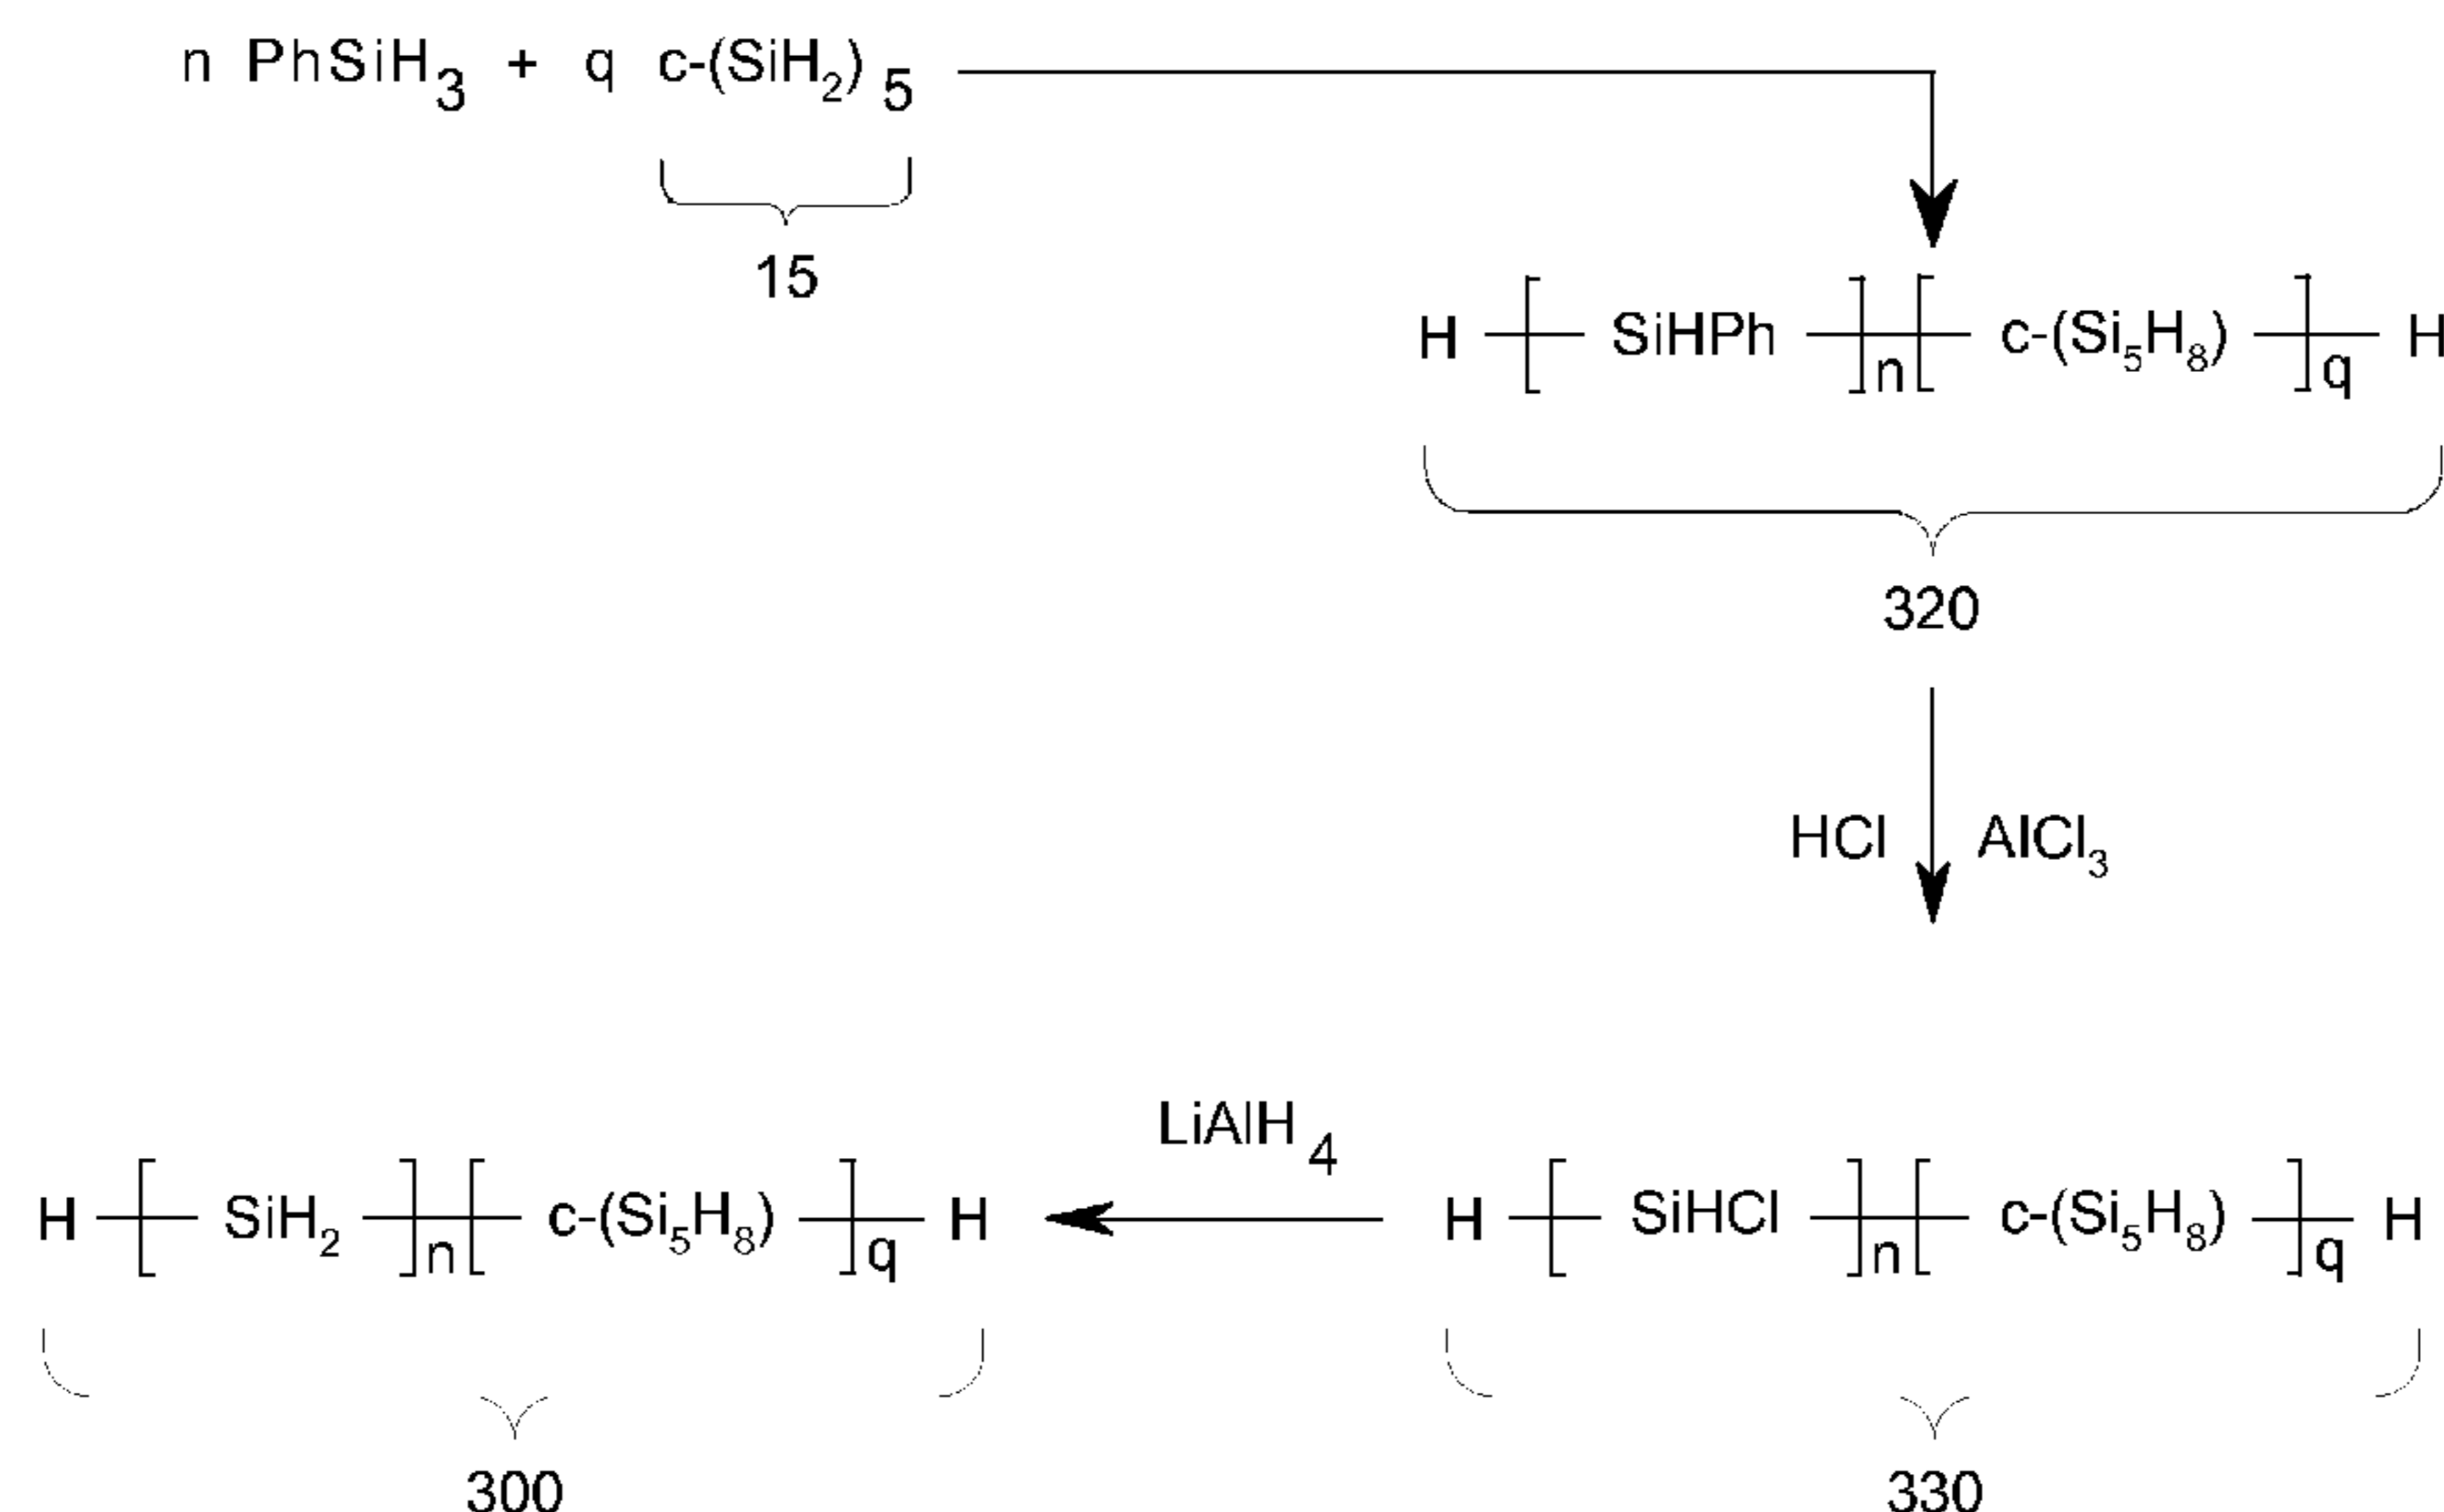 n PhSiH3 + q c-(SiH2)5
15
H [ SiHPh ]n [ c-(Si5H8) ]q H
320
HCl AlCl3
LiAlH4
H [ SiH2 ]n [ c-(Si5H8) ]q H H [ SiHCl ]n [ c-(Si5H8) ]q H
300 330